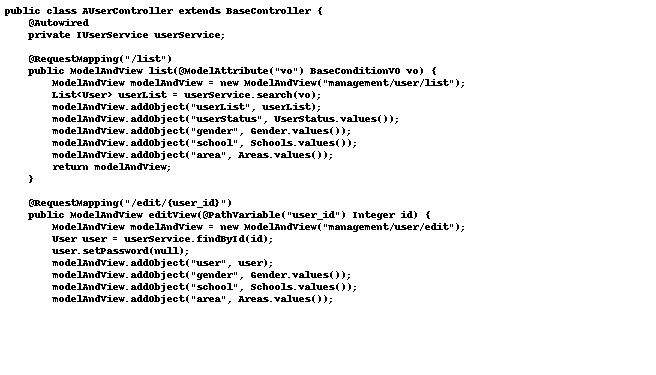 public class AUserController extends BaseController {
    @Autowired
    private IUserService userService;

    @RequestMapping("/list")
    public ModelAndView list(@ModelAttribute("vo") BaseConditionVO vo) {
        ModelAndView modelAndView = new ModelAndView("management/user/list");
        List<User> userList = userService.search(vo);
        modelAndView.addObject("userList", userList);
        modelAndView.addObject("userStatus", UserStatus.values());
        modelAndView.addObject("gender", Gender.values());
        modelAndView.addObject("school", Schools.values());
        modelAndView.addObject("area", Areas.values());
        return modelAndView;
    }

    @RequestMapping("/edit/{user_id}")
    public ModelAndView editView(@PathVariable("user_id") Integer id) {
        ModelAndView modelAndView = new ModelAndView("management/user/edit");
        User user = userService.findById(id);
        user.setPassword(null);
        modelAndView.addObject("user", user);
        modelAndView.addObject("gender", Gender.values());
        modelAndView.addObject("school", Schools.values());
        modelAndView.addObject("area", Areas.values());